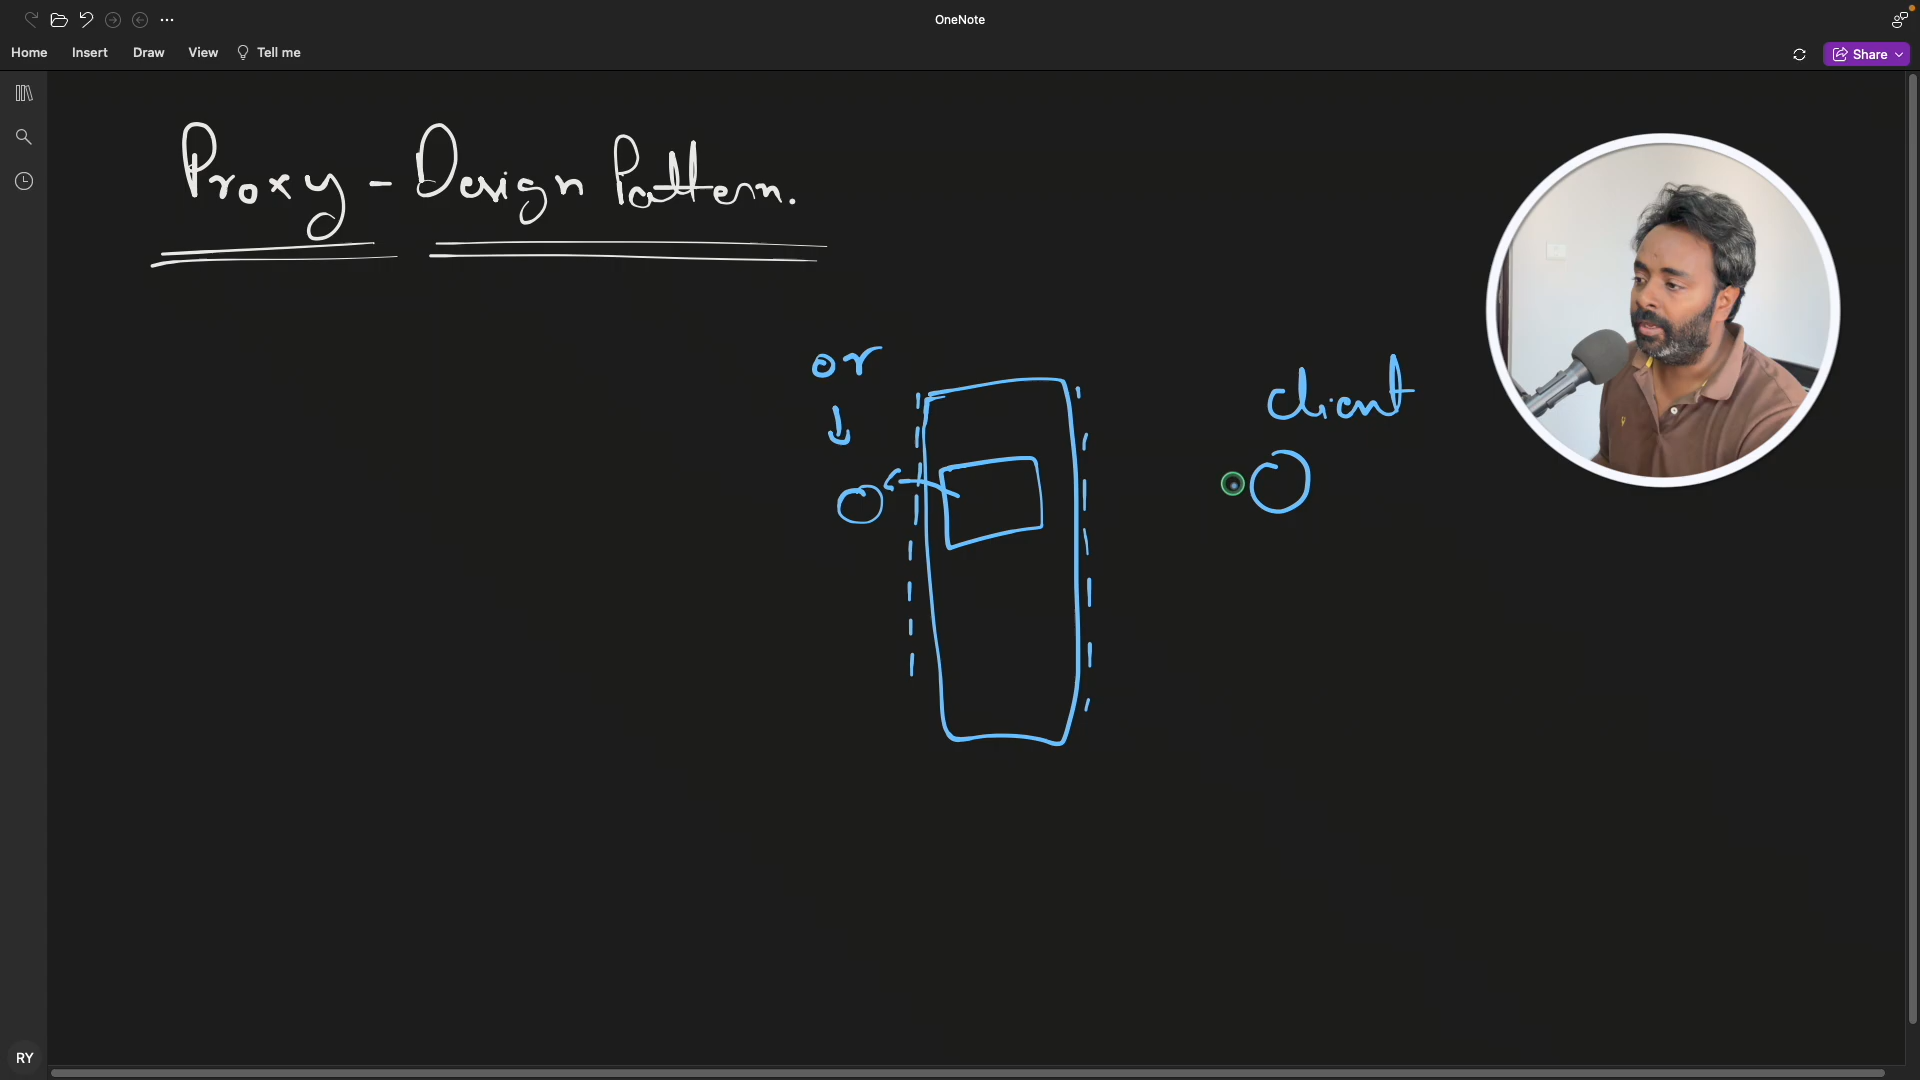 OneNote
Home Insert Draw View Tell me
Share
Proxy - Design Pattern.
or
client
RY